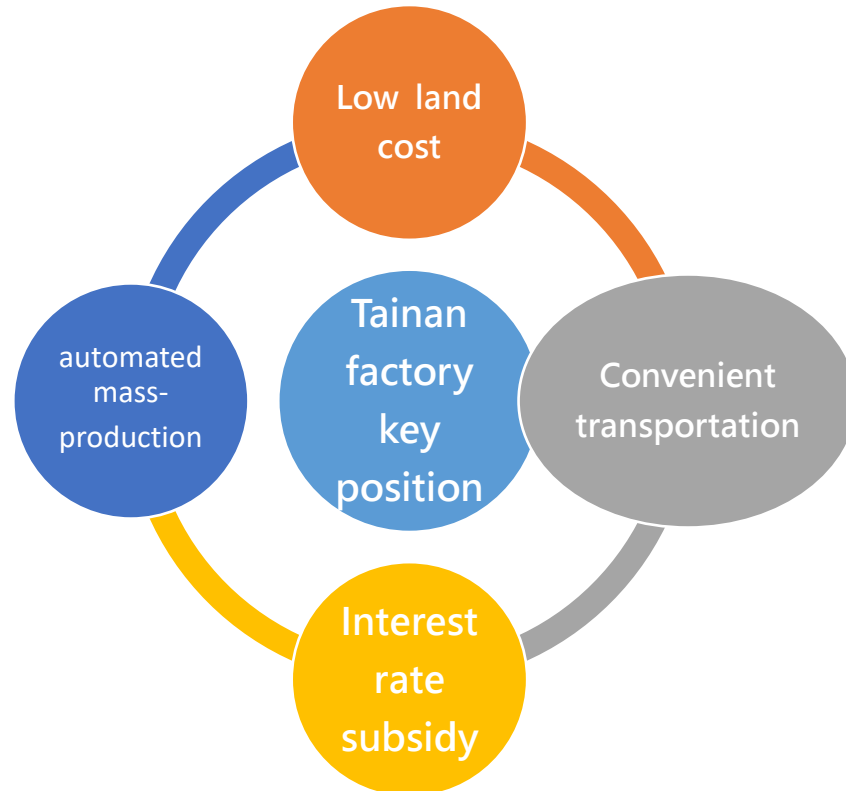 Low land
cost
automated
mass-
production
Tainan
factory
key
position
Convenient
transportation
Interest
rate
subsidy